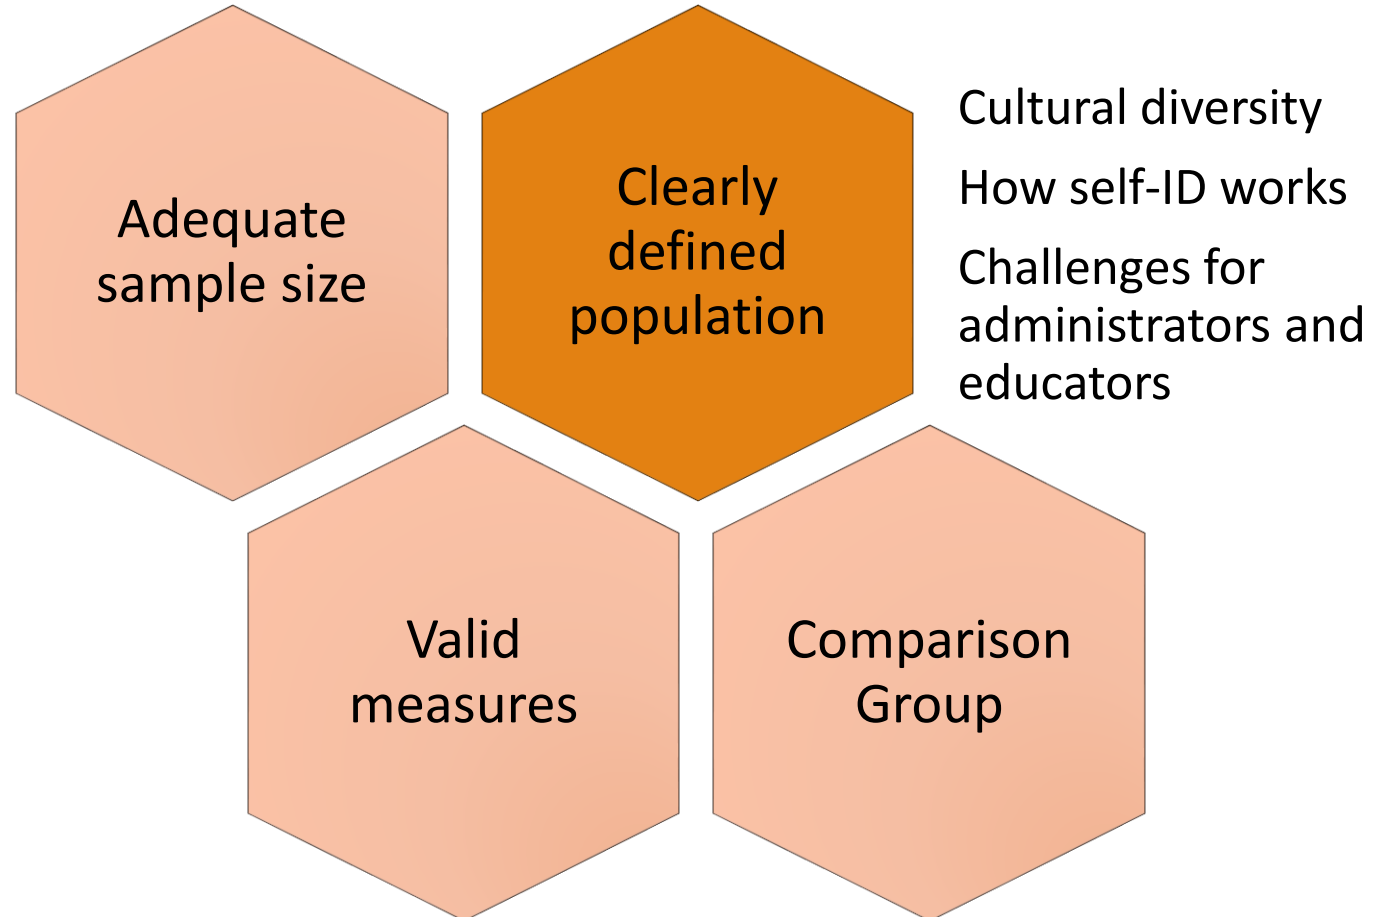 Adequate
sample size
Clearly
defined
population
Cultural diversity
How self-ID works
Challenges for
administrators and
educators
Valid
measures
Comparison
Group